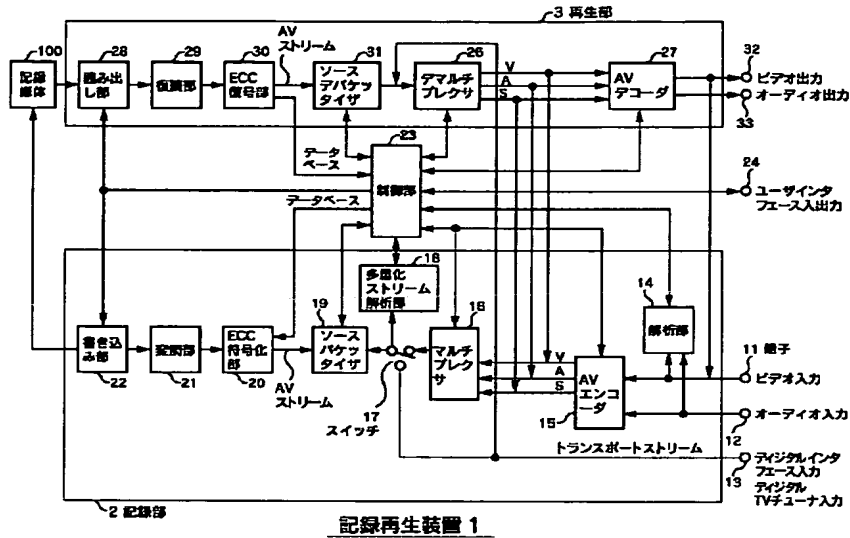 3 再生部
100
28
29
30
AV
ストリーム
31
26
27
32
記録
媒体
読み出
し部
復調部
ECC
復号部
ソース
デパケッ
タイザ
デマルチ
プレクサ
V
A
S
AV
デコーダ
ビデオ出力
オーディオ出力
33
23
データ
ベース
制御部
24
ユーザインタ
フェース入出力
データベース
18
多重化
ストリーム
解析部
14
解析部
19
16
書き込
み部
変調部
ECC
符号化
部
ソース
パケッ
タイザ
マルチ
プレク
サ
V
A
S
AV
エンコ
ーダ
11 端子
ビデオ入力
22
21
20
AV
ストリーム
17
スイッチ
15
オーディオ入力
12
トランスポートストリーム
13
ディジタルインタ
フェース入力
ディジタル
TVチューナ入力
2 記録部
記録再生装置 1